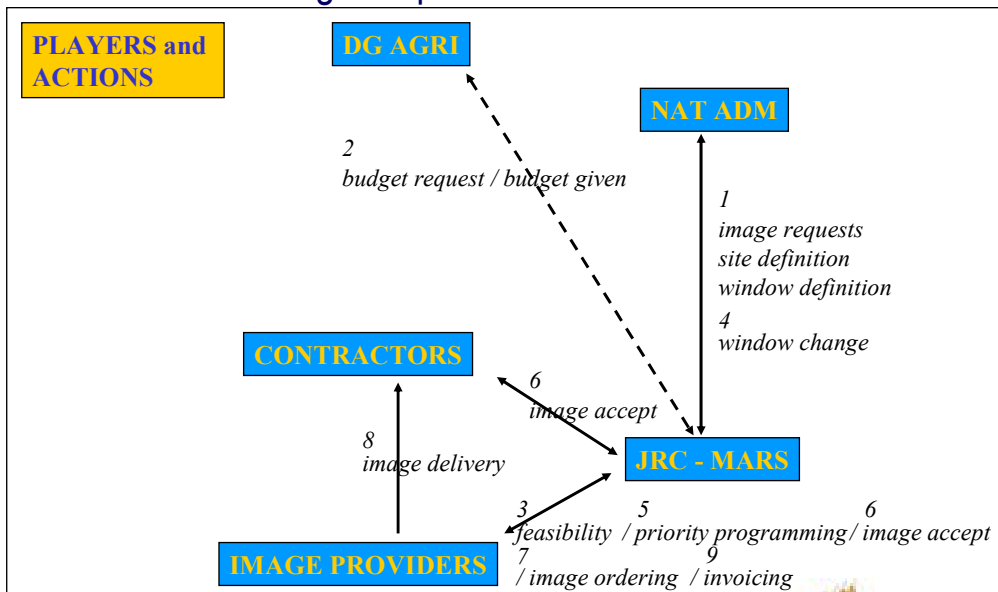 PLAYERS and
ACTIONS
DG AGRI
NAT ADM
2
budget request / budget given
1
image requests
site definition
window definition
4
window change
CONTRACTORS
6
image accept
8
image delivery
JRC - MARS
3 5 6
feasibility / priority programming / image accept
IMAGE PROVIDERS
7 9
/ image ordering / invoicing